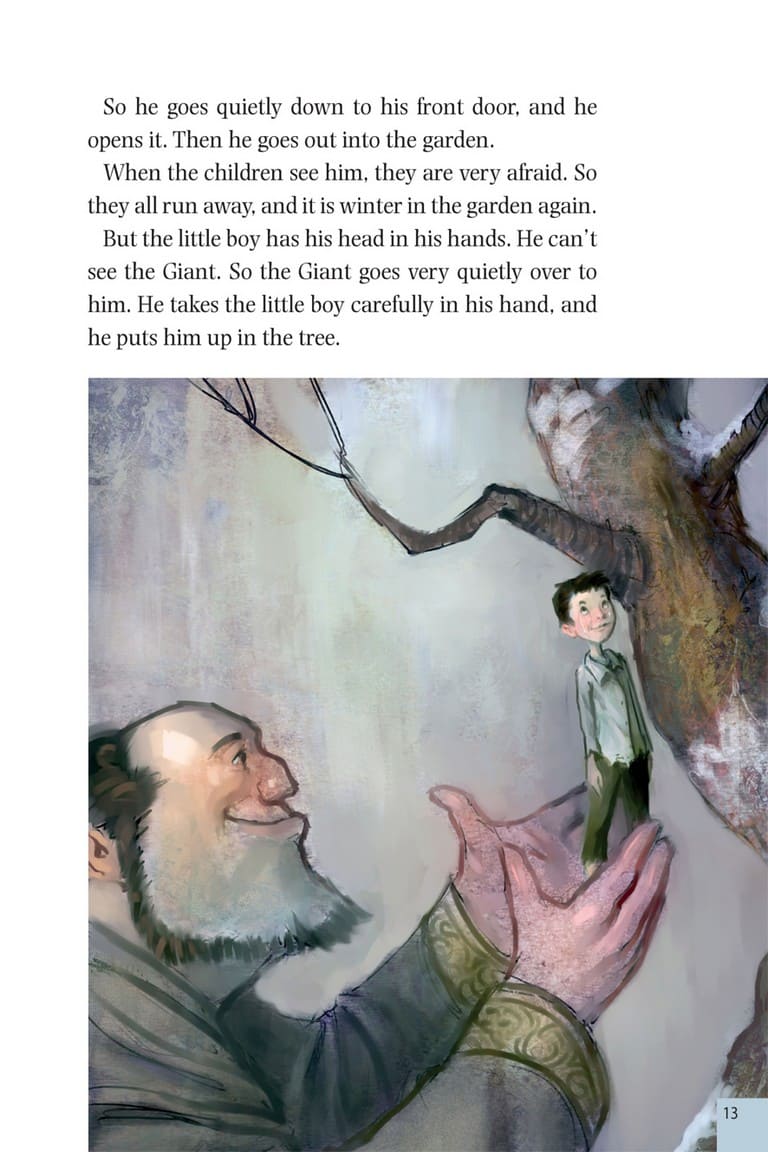 So he goes quietly down to his front door, and he
opens it. Then he goes out into the garden.
When the children see him, they are very afraid. So
they all run away, and it is winter in the garden again.
But the little boy has his head in his hands. He can’t
see the Giant. So the Giant goes very quietly over to
him. He takes the little boy carefully in his hand, and
he puts him up in the tree.
13